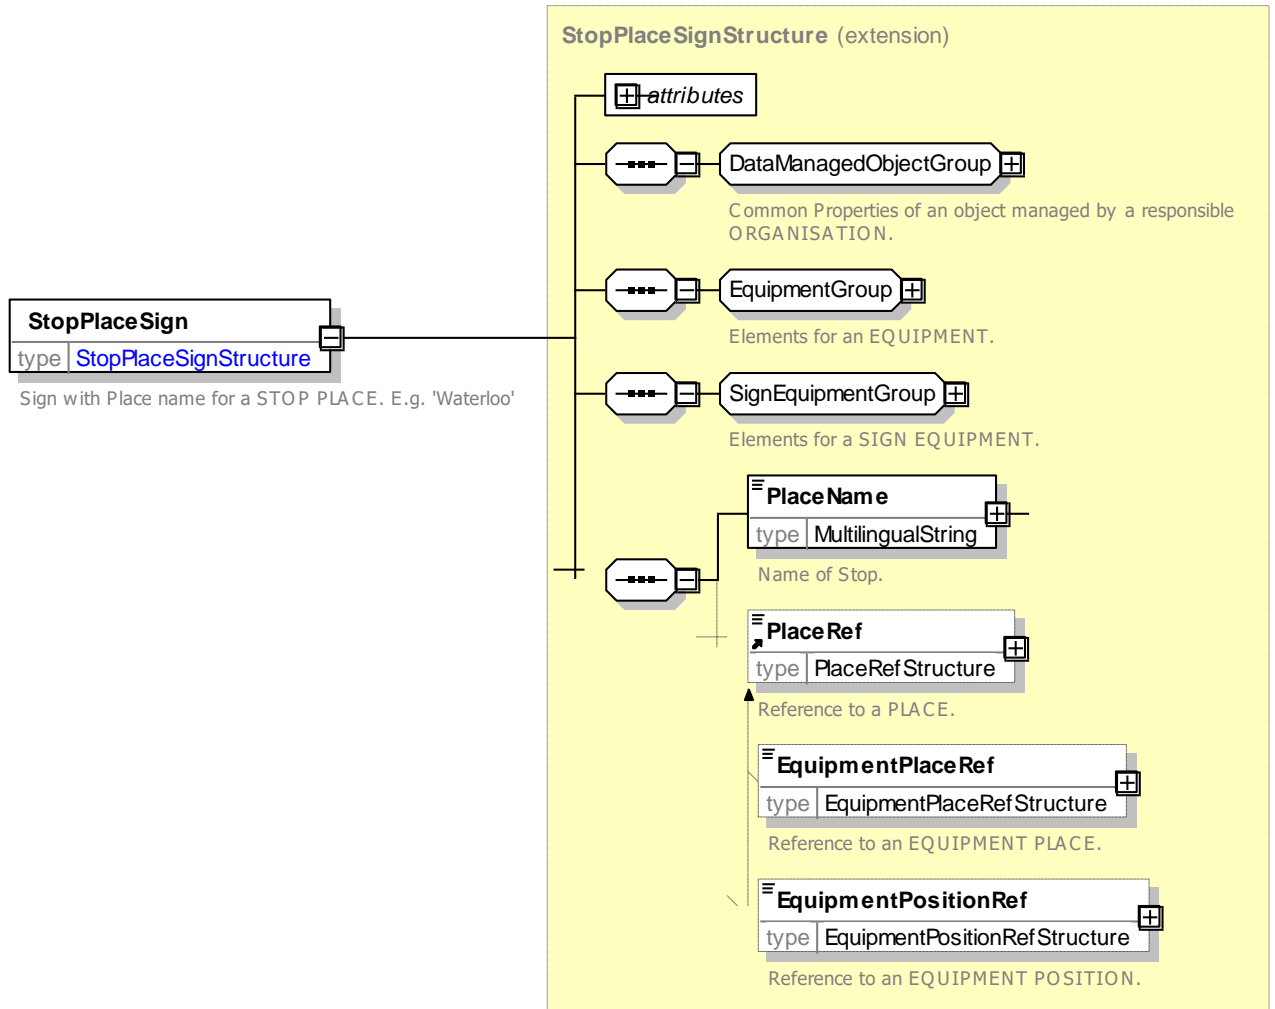 StopPlaceSignStructure (extension)
attributes
DataManagedObjectGroup
Common Properties of an object managed by a responsible
ORGANISATION.
EquipmentGroup
Elements for an EQUIPMENT.
StopPlaceSign
type StopPlaceSignStructure
Sign with Place name for a STOP PLACE. E.g. 'Waterloo'
SignEquipmentGroup
Elements for a SIGN EQUIPMENT.
PlaceName
type MultilingualString
Name of Stop.
PlaceRef
type PlaceRefStructure
Reference to a PLACE.
EquipmentPlaceRef
type EquipmentPlaceRefStructure
Reference to an EQUIPMENT PLACE.
EquipmentPositionRef
type EquipmentPositionRefStructure
Reference to an EQUIPMENT POSITION.